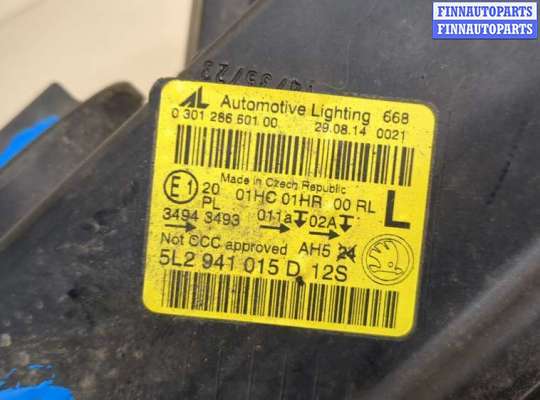 FINNAUTOPARTS
FINNAUTOPARTS
AL Automotive Lighting 668
0 301 286 601 00 29.08.14 0021
Made in Czech Republic
E1 20 01HC 01HR 00 RL L
PL 011a 02A
3494 3493
Not CCC approved AH5 24
5L2 941 015 D 12S